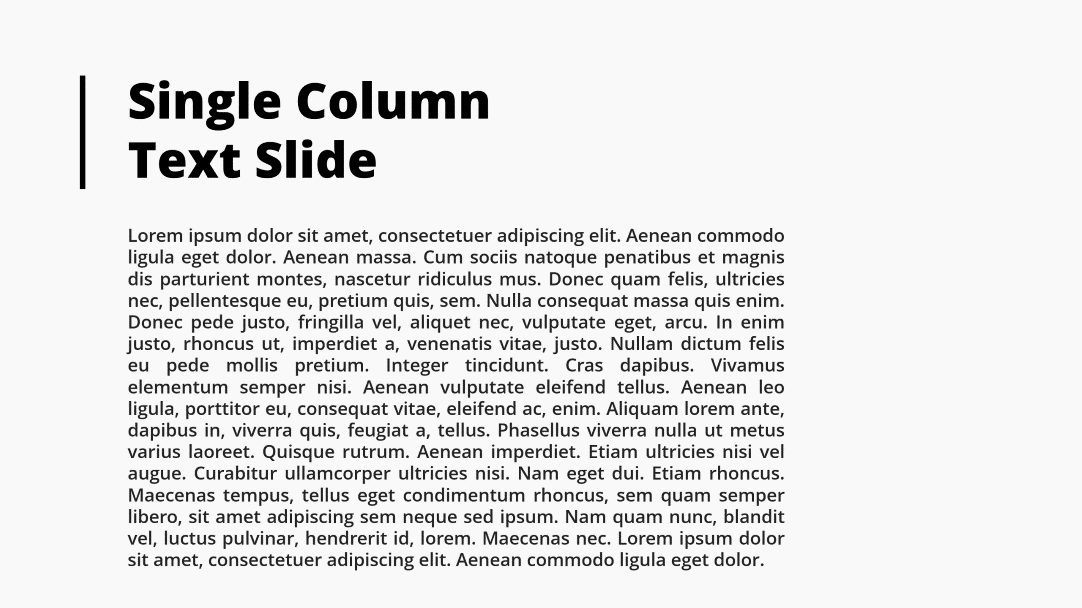 Single Column
Text Slide
Lorem ipsum dolor sit amet, consectetuer adipiscing elit. Aenean commodo
ligula eget dolor. Aenean massa. Cum sociis natoque penatibus et magnis
dis parturient montes, nascetur ridiculus mus. Donec quam felis, ultricies
nec, pellentesque eu, pretium quis, sem. Nulla consequat massa quis enim.
Donec pede justo, fringilla vel, aliquet nec, vulputate eget, arcu. In enim
justo, rhoncus ut, imperdiet a, venenatis vitae, justo. Nullam dictum felis
eu pede mollis pretium. Integer tincidunt. Cras dapibus. Vivamus
elementum semper nisi. Aenean vulputate eleifend tellus. Aenean leo
ligula, porttitor eu, consequat vitae, eleifend ac, enim. Aliquam lorem ante,
dapibus in, viverra quis, feugiat a, tellus. Phasellus viverra nulla ut metus
varius laoreet. Quisque rutrum. Aenean imperdiet. Etiam ultricies nisi vel
augue. Curabitur ullamcorper ultricies nisi. Nam eget dui. Etiam rhoncus.
Maecenas tempus, tellus eget condimentum rhoncus, sem quam semper
libero, sit amet adipiscing sem neque sed ipsum. Nam quam nunc, blandit
vel, luctus pulvinar, hendrerit id, lorem. Maecenas nec. Lorem ipsum dolor
sit amet, consectetuer adipiscing elit. Aenean commodo ligula eget dolor.